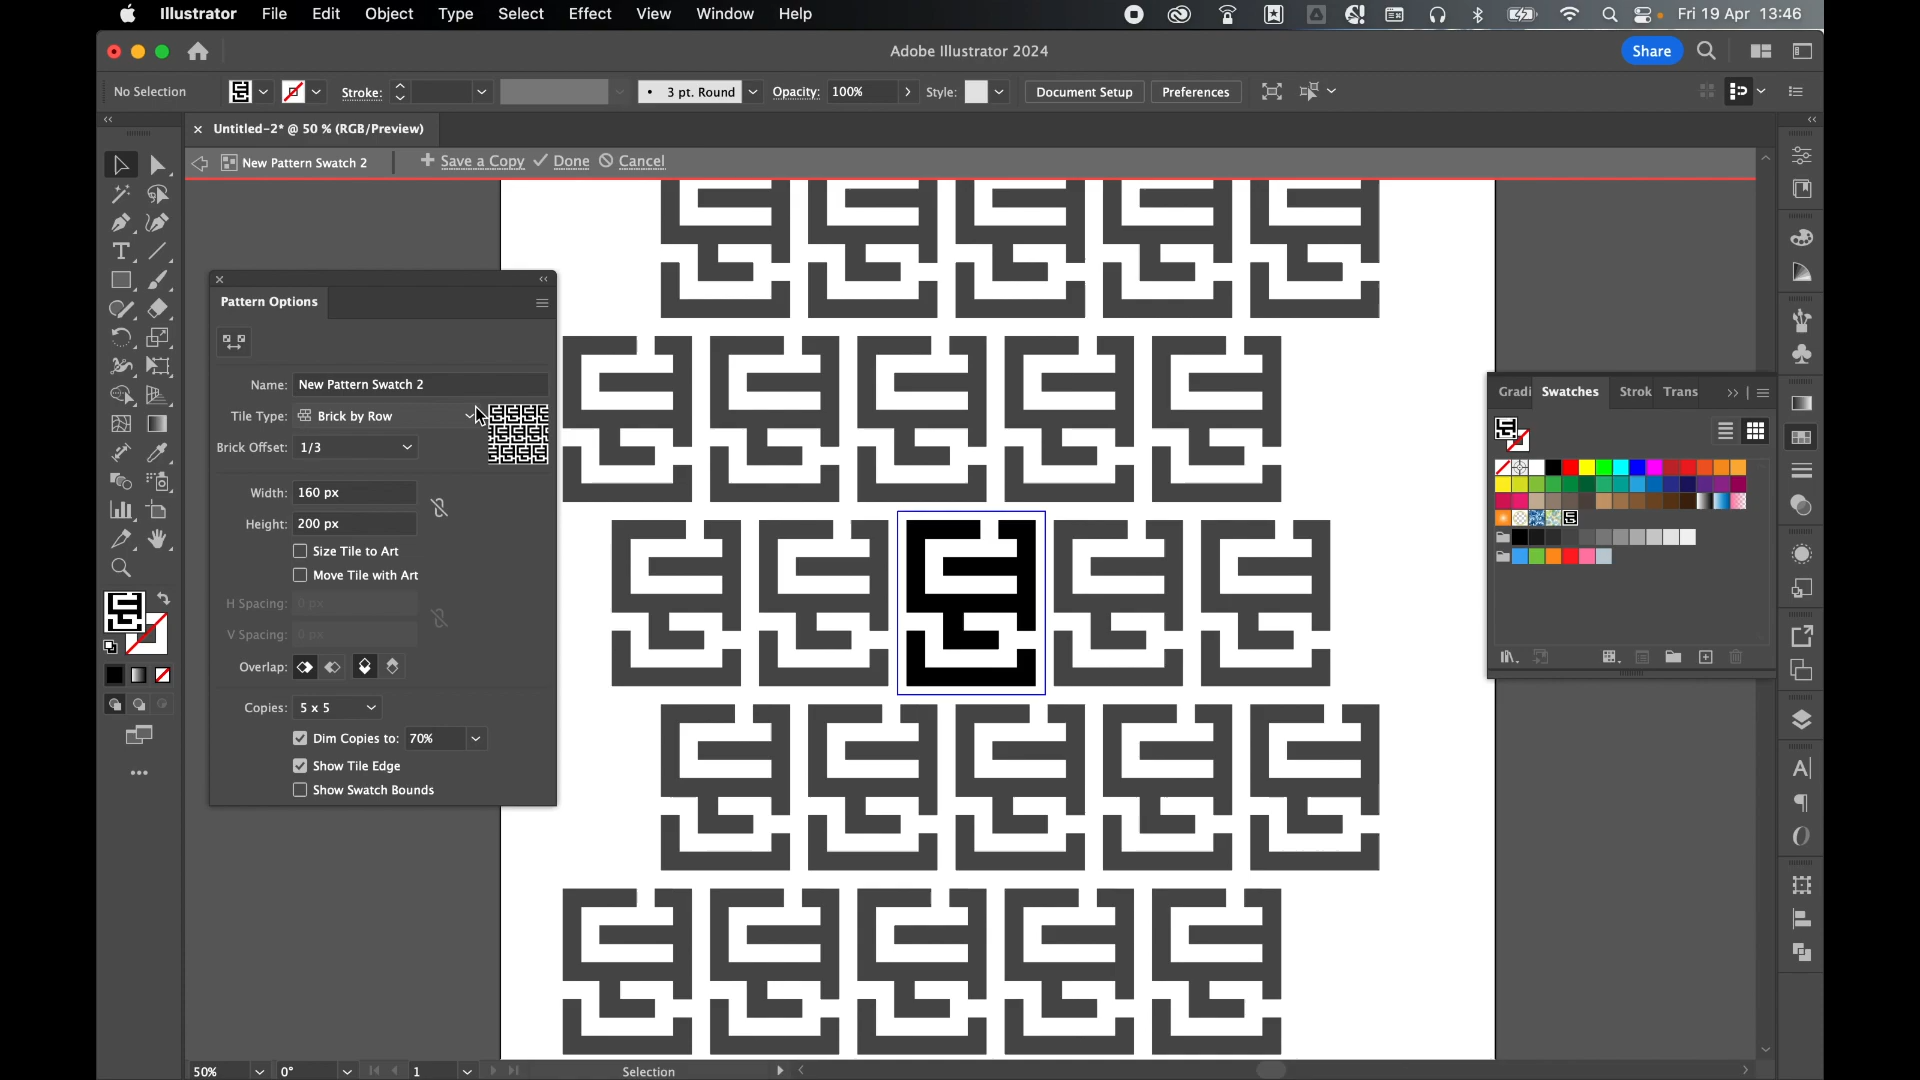 Illustrator File Edit Object Type Select Effect View Window Help Fri 19 Apr 13:46
Adobe Illustrator 2024 Share
No Selection Stroke: 3 pt. Round Opacity: 100% Style: Document Setup Preferences
Untitled-2* @ 50 % (RGB/Preview)
New Pattern Swatch 2 Save a Copy Done Cancel
Pattern Options
Name: New Pattern Swatch 2
Tile Type: Brick by Row
Brick Offset: 1/3
Width: 160 px
Height: 200 px
Size Tile to Art
Move Tile with Art
H Spacing: 0 px
V Spacing: 0 px
Overlap:
Copies: 5 x 5
Dim Copies to: 70%
Show Tile Edge
Show Swatch Bounds
Gradi Swatches Strok Trans
50% 0° 1 Selection